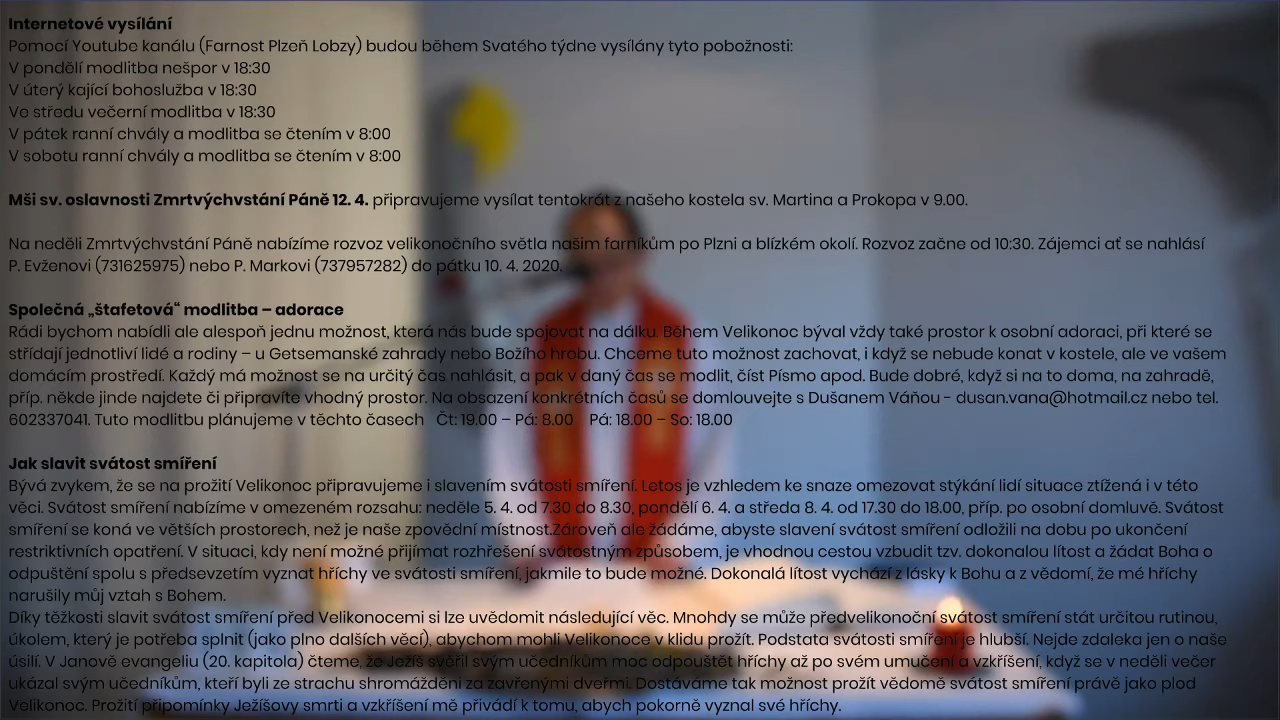 Internetové vysílání
Pomocí Youtube kanálu (Farnost Plzeň Lobzy) budou během Svatého týdne vysílány tyto pobožnosti:
V pondělí modlitba nešpor v 18:30
V úterý kající bohoslužba v 18:30
Ve středu večerní modlitba v 18:30
V pátek ranní chvály a modlitba se čtením v 8:00
V sobotu ranní chvály a modlitba se čtením v 8:00
Mši sv. oslavnosti Zmrtvýchvstání Páně 12. 4. připravujeme vysílat tentokrát z našeho kostela sv. Martina a Prokopa v 9.00.
Na neděli Zmrtvýchvstání Páně nabízíme rozvoz velikonočního světla našim farníkům po Plzni a blízkém okolí. Rozvoz začne od 10:30. Zájemci ať se nahlásí
P. Evženovi (731625975) nebo P. Markovi (737957282) do pátku 10. 4. 2020.
Společná „štafetová“ modlitba – adorace
Rádi bychom nabídli ale alespoň jednu možnost, která nás bude spojovat na dálku. Během Velikonoc býval vždy také prostor k osobní adoraci, při které se
střídají jednotliví lidé a rodiny – u Getsemanské zahrady nebo Božího hrobu. Chceme tuto možnost zachovat, i když se nebude konat v kostele, ale ve vašem
domácím prostředí. Každý má možnost se na určitý čas nahlásit, a pak v daný čas se modlit, číst Písmo apod. Bude dobré, když si na to doma, na zahradě,
příp. někde jinde najdete či připravíte vhodný prostor. Na obsazení konkrétních časů se domlouvejte s Dušanem Váňou - dusan.vana@hotmail.cz nebo tel.
602337041. Tuto modlitbu plánujeme v těchto časech   Čt: 19.00 – Pá: 8.00   Pá: 18.00 – So: 18.00
Jak slavit svátost smíření
Bývá zvykem, že se na prožití Velikonoc připravujeme i slavením svátosti smíření. Letos je vzhledem ke snaze omezovat stýkání lidí situace ztížená i v této
věci. Svátost smíření nabízíme v omezeném rozsahu: neděle 5. 4. od 7.30 do 8.30, pondělí 6. 4. a středa 8. 4. od 17.30 do 18.00, příp. po osobní domluvě. Svátost
smíření se koná ve větších prostorech, než je naše zpovědní místnost.Zároveň ale žádáme, abyste slavení svátost smíření odložili na dobu po ukončení
restriktivních opatření. V situaci, kdy není možné přijímat rozhřešení svátostným způsobem, je vhodnou cestou vzbudit tzv. dokonalou lítost a žádat Boha o
odpuštění spolu s předsevzetím vyznat hříchy ve svátosti smíření, jakmile to bude možné. Dokonalá lítost vychází z lásky k Bohu a z vědomí, že mé hříchy
narušily můj vztah s Bohem.
Díky těžkosti slavit svátost smíření před Velikonocemi si lze uvědomit následující věc. Mnohdy se může předvelikonoční svátost smíření stát určitou rutinou,
úkolem, který je potřeba splnit (jako plno dalších věcí), abychom mohli Velikonoce v klidu prožít. Podstata svátosti smíření je hlubší. Nejde zdaleka jen o naše
úsilí. V Janově evangeliu (20. kapitola) čteme, že Ježíš svěřil svým učedníkům moc odpouštět hříchy až po svém umučení a vzkříšení, když se v neděli večer
ukázal svým učedníkům, kteří byli ze strachu shromážděni za zavřenými dveřmi. Dostáváme tak možnost prožít vědomě svátost smíření právě jako plod
Velikonoc. Prožití připomínky Ježíšovy smrti a vzkříšení mě přivádí k tomu, abych pokorně vyznal své hříchy.